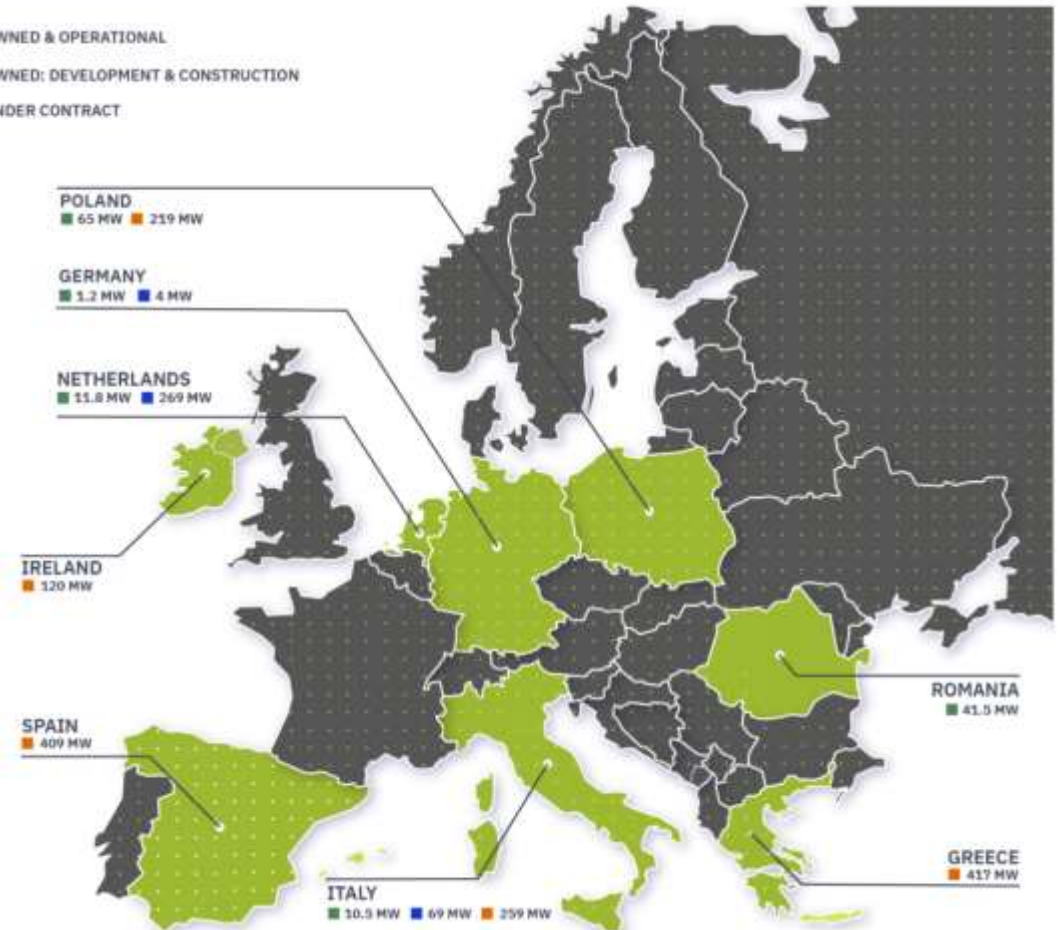 WNED & OPERATIONAL
WNED: DEVELOPMENT & CONSTRUCTION
NDER CONTRACT
POLAND
65 MW 219 MW
GERMANY
1.2 MW 4 MW
NETHERLANDS
11.8 MW 269 MW
IRELAND
120 MW
ROMANIA
41.5 MW
SPAIN
409 MW
GREECE
417 MW
ITALY
10.5 MW 69 MW 259 MW